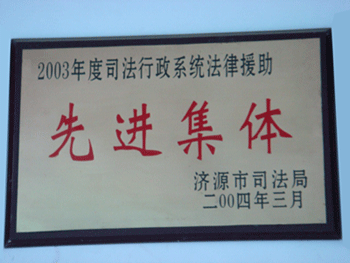 2003年度司法行政系统法律援助
先进集体
济源市司法局
二00四年三月